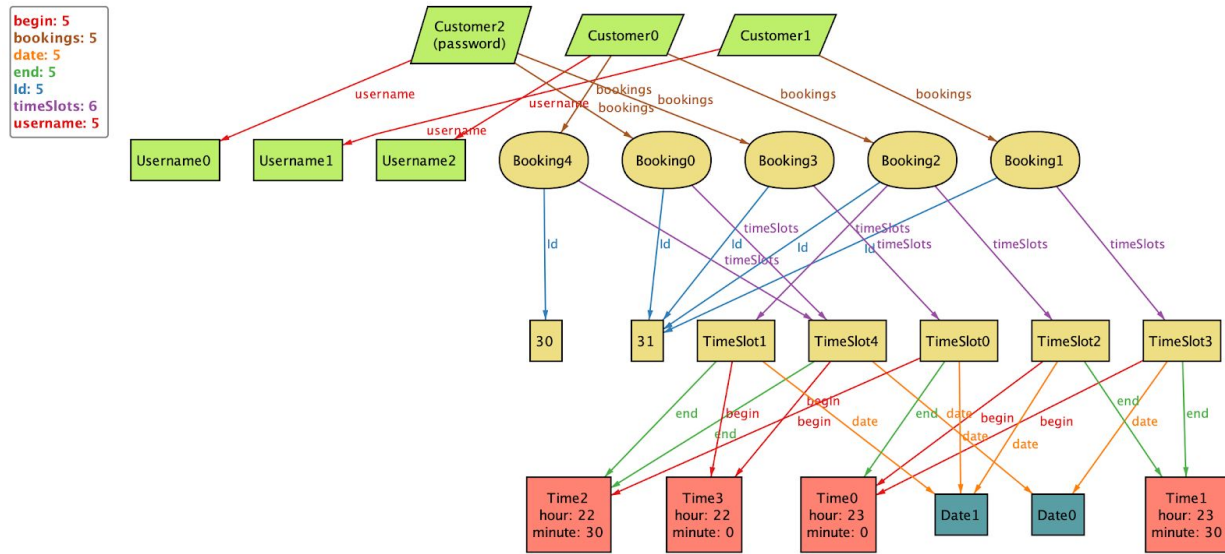 begin: 5
bookings: 5
date: 5
end: 5
Id: 5
timeSlots: 6
username: 5
Customer2
(password)
Customer0
Customer1
username
username
username
bookings
bookings
bookings
bookings
bookings
Username0
Username1
Username2
Booking4
Booking0
Booking3
Booking2
Booking1
Id
Id
Id
Id
Id
timeSlots
timeSlots
timeSlots
timeSlots
timeSlots
timeSlots
30
31
TimeSlot1
TimeSlot4
TimeSlot0
TimeSlot2
TimeSlot3
end
end
begin
begin
begin
end
date
date
date
begin
begin
date
date
end
end
Time2
hour: 22
minute: 30
Time3
hour: 22
minute: 0
Time0
hour: 23
minute: 0
Date1
Date0
Time1
hour: 23
minute: 30